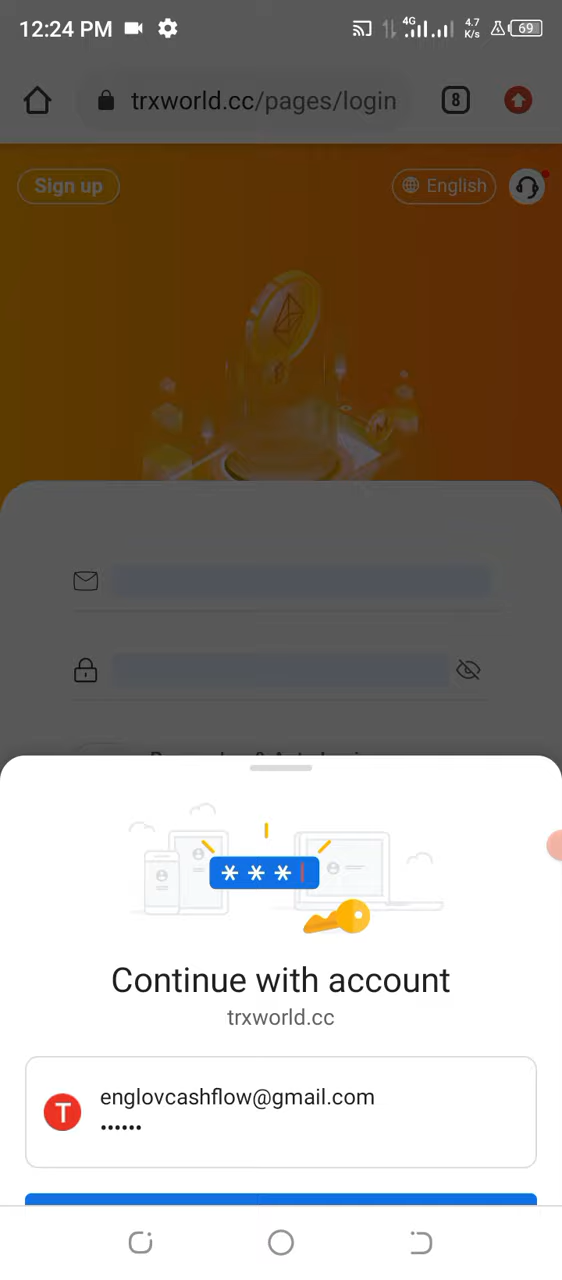 12:24 PM
4G
4.7
K/s
69
trxworld.cc/pages/login
8
Sign up
English
***
Continue with account
trxworld.cc
T
englovcashflow@gmail.com
••••••